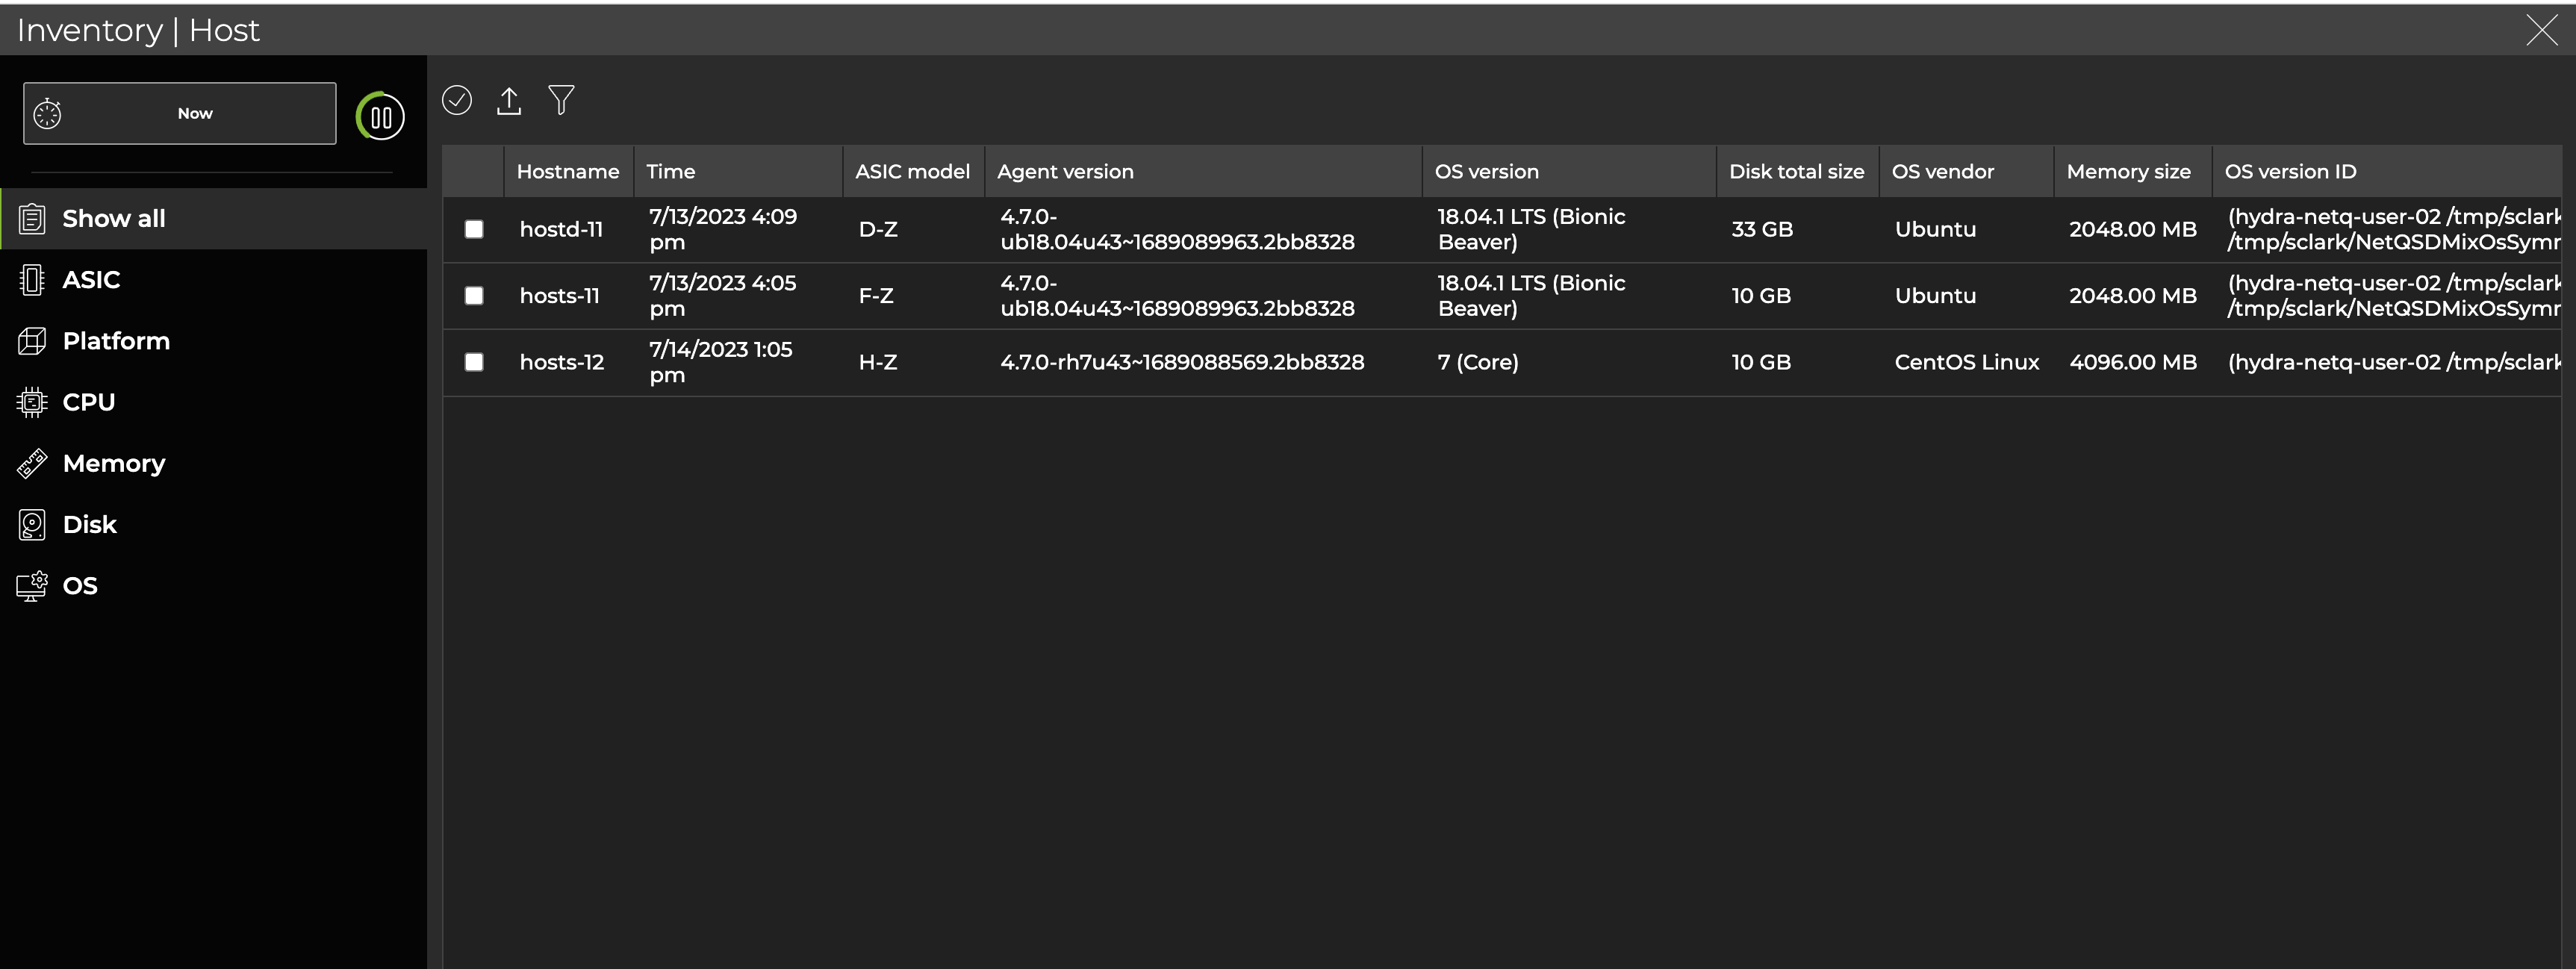 Inventory | Host
Now
Show all
ASIC
Platform
CPU
Memory
Disk
OS
Hostname Time ASIC model Agent version OS version Disk total size OS vendor Memory size OS version ID
hostd-11 7/13/2023 4:09 pm D-Z 4.7.0-ub18.04u43~1689089963.2bb8328 18.04.1 LTS (Bionic Beaver) 33 GB Ubuntu 2048.00 MB (hydra-netq-user-02 /tmp/sclark /tmp/sclark/NetQSDMixOsSymm
hosts-11 7/13/2023 4:05 pm F-Z 4.7.0-ub18.04u43~1689089963.2bb8328 18.04.1 LTS (Bionic Beaver) 10 GB Ubuntu 2048.00 MB (hydra-netq-user-02 /tmp/sclark /tmp/sclark/NetQSDMixOsSymm
hosts-12 7/14/2023 1:05 pm H-Z 4.7.0-rh7u43~1689088569.2bb8328 7 (Core) 10 GB CentOS Linux 4096.00 MB (hydra-netq-user-02 /tmp/sclark